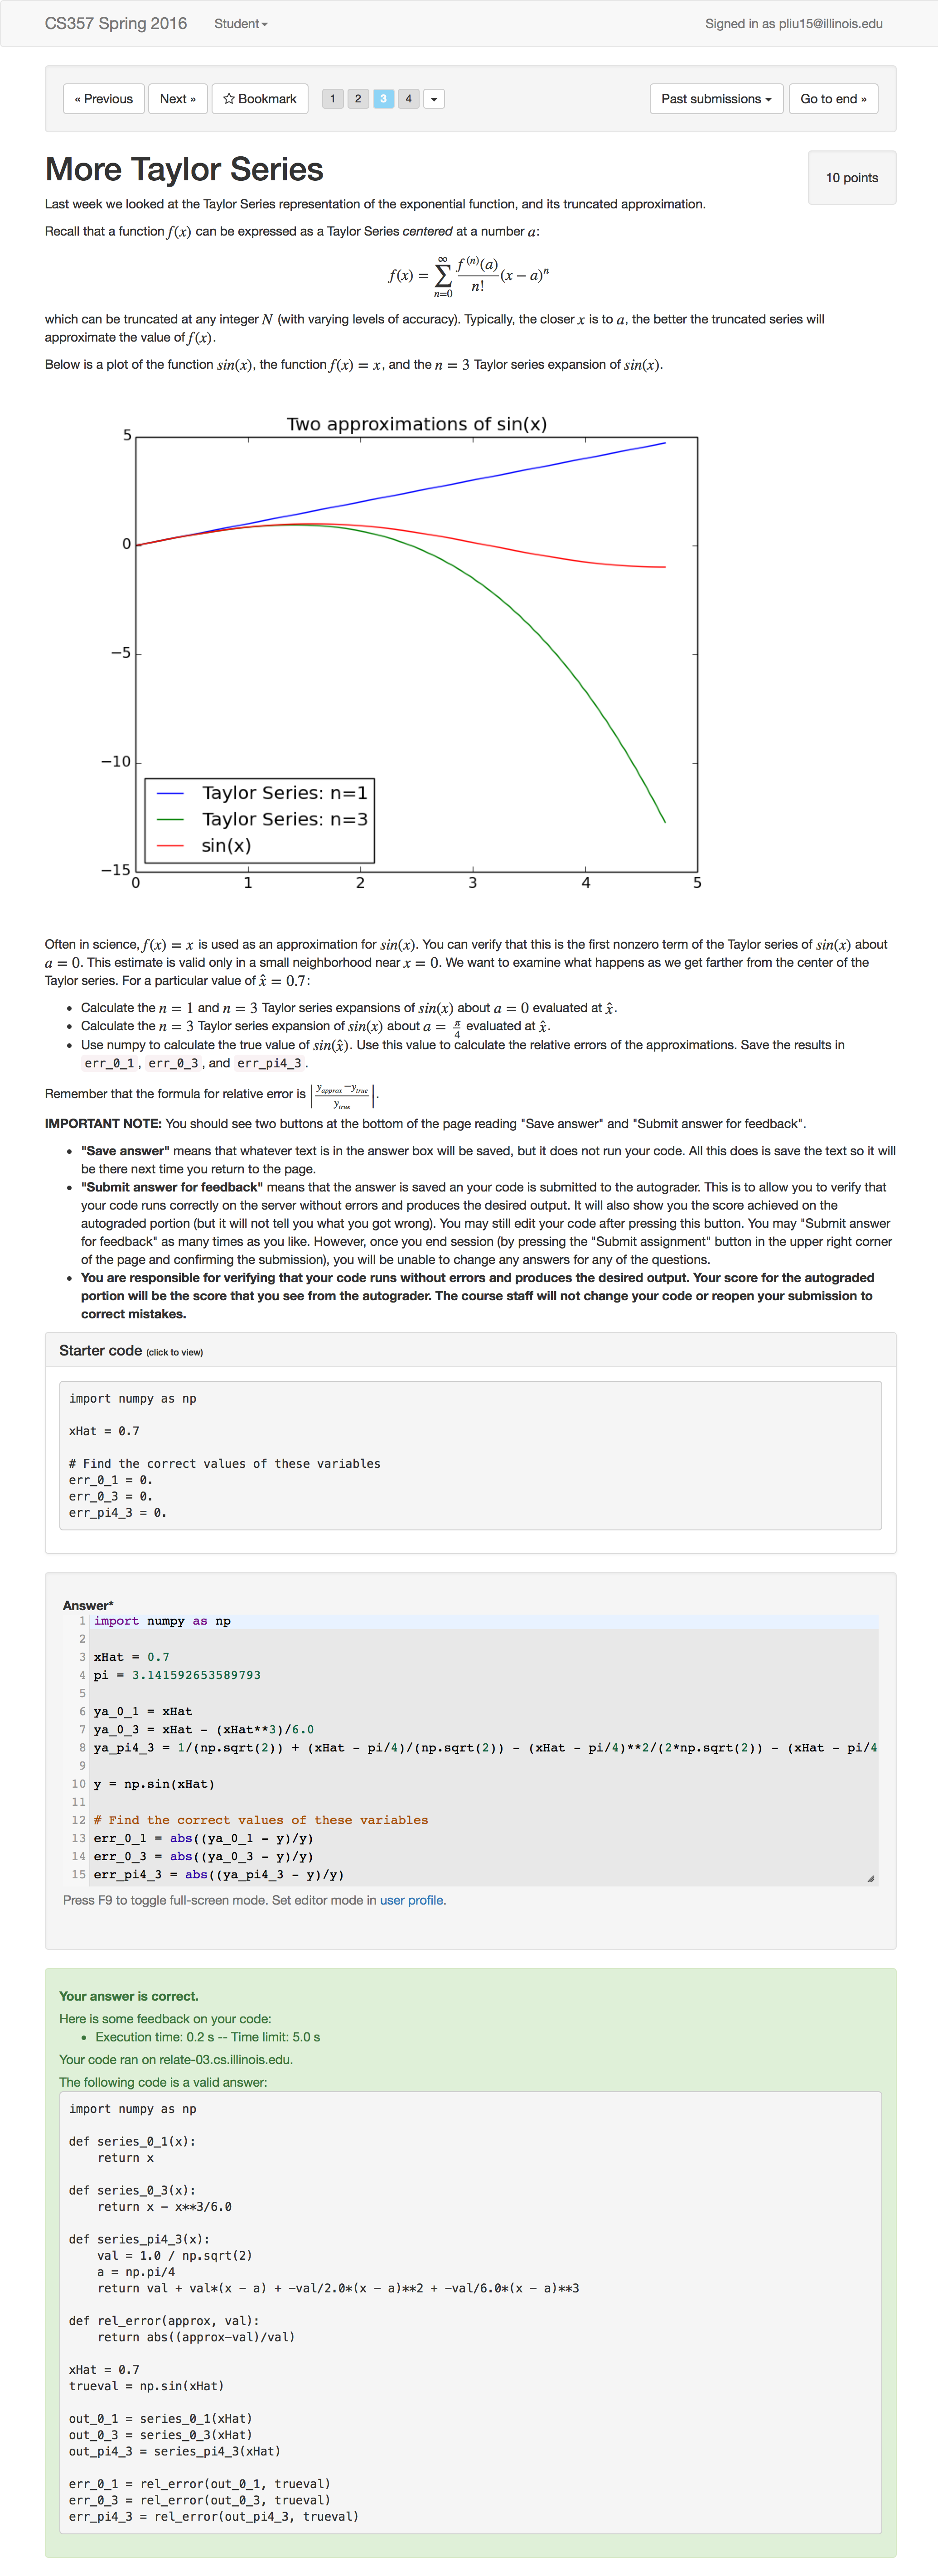 CS357 Spring 2016 Student Signed in as pliu15@illinois.edu
« Previous Next » Bookmark 1 2 3 4 Past submissions Go to end »
More Taylor Series
10 points
Last week we looked at the Taylor Series representation of the exponential function, and its truncated approximation.
Recall that a function f(x) can be expressed as a Taylor Series centered at a number a:
f(x) = ∑_{n=0}^{∞} f^{(n)}(a)/n! (x − a)^n
which can be truncated at any integer N (with varying levels of accuracy). Typically, the closer x is to a, the better the truncated series will
approximate the value of f(x).
Below is a plot of the function sin(x), the function f(x) = x, and the n = 3 Taylor series expansion of sin(x).
Two approximations of sin(x)
5
0
−5
−10
−15
Taylor Series: n=1
Taylor Series: n=3
sin(x)
0 1 2 3 4 5
Often in science, f(x) = x is used as an approximation for sin(x). You can verify that this is the first nonzero term of the Taylor series of sin(x) about
a = 0. This estimate is valid only in a small neighborhood near x = 0. We want to examine what happens as we get farther from the center of the
Taylor series. For a particular value of x̂ = 0.7:
• Calculate the n = 1 and n = 3 Taylor series expansions of sin(x) about a = 0 evaluated at x̂.
• Calculate the n = 3 Taylor series expansion of sin(x) about a = π/4 evaluated at x̂.
• Use numpy to calculate the true value of sin(x̂). Use this value to calculate the relative errors of the approximations. Save the results in
err_0_1, err_0_3, and err_pi4_3.
Remember that the formula for relative error is |(y_approx − y_true)/y_true|.
IMPORTANT NOTE: You should see two buttons at the bottom of the page reading "Save answer" and "Submit answer for feedback".
• "Save answer" means that whatever text is in the answer box will be saved, but it does not run your code. All this does is save the text so it will
be there next time you return to the page.
• "Submit answer for feedback" means that the answer is saved an your code is submitted to the autograder. This is to allow you to verify that
your code runs correctly on the server without errors and produces the desired output. It will also show you the score achieved on the
autograded portion (but it will not tell you what you got wrong). You may still edit your code after pressing this button. You may "Submit answer
for feedback" as many times as you like. However, once you end session (by pressing the "Submit assignment" button in the upper right corner
of the page and confirming the submission), you will be unable to change any answers for any of the questions.
• You are responsible for verifying that your code runs without errors and produces the desired output. Your score for the autograded
portion will be the score that you see from the autograder. The course staff will not change your code or reopen your submission to
correct mistakes.
Starter code (click to view)
import numpy as np
xHat = 0.7
# Find the correct values of these variables
err_0_1 = 0.
err_0_3 = 0.
err_pi4_3 = 0.
Answer*
1 import numpy as np
2
3 xHat = 0.7
4 pi = 3.141592653589793
5
6 ya_0_1 = xHat
7 ya_0_3 = xHat - (xHat**3)/6.0
8 ya_pi4_3 = 1/(np.sqrt(2)) + (xHat - pi/4)/(np.sqrt(2)) - (xHat - pi/4)**2/(2*np.sqrt(2)) - (xHat - pi/4
9
10 y = np.sin(xHat)
11
12 # Find the correct values of these variables
13 err_0_1 = abs((ya_0_1 - y)/y)
14 err_0_3 = abs((ya_0_3 - y)/y)
15 err_pi4_3 = abs((ya_pi4_3 - y)/y)
Press F9 to toggle full-screen mode. Set editor mode in user profile.
Your answer is correct.
Here is some feedback on your code:
• Execution time: 0.2 s -- Time limit: 5.0 s
Your code ran on relate-03.cs.illinois.edu.
The following code is a valid answer:
import numpy as np
def series_0_1(x):
    return x
def series_0_3(x):
    return x - x**3/6.0
def series_pi4_3(x):
    val = 1.0 / np.sqrt(2)
    a = np.pi/4
    return val + val*(x - a) + -val/2.0*(x - a)**2 + -val/6.0*(x - a)**3
def rel_error(approx, val):
    return abs((approx-val)/val)
xHat = 0.7
trueval = np.sin(xHat)
out_0_1 = series_0_1(xHat)
out_0_3 = series_0_3(xHat)
out_pi4_3 = series_pi4_3(xHat)
err_0_1 = rel_error(out_0_1, trueval)
err_0_3 = rel_error(out_0_3, trueval)
err_pi4_3 = rel_error(out_pi4_3, trueval)